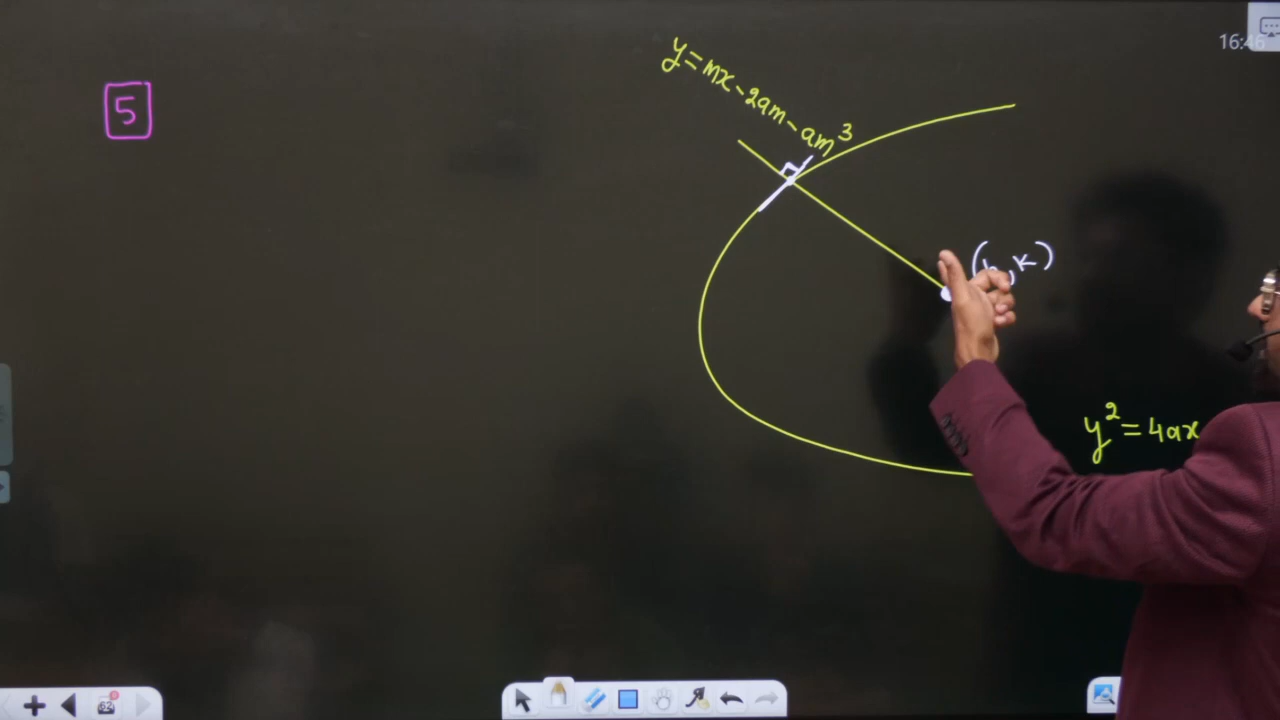 16:46
5
y = mx - 2am - am³
(h, K)
y² = 4ax